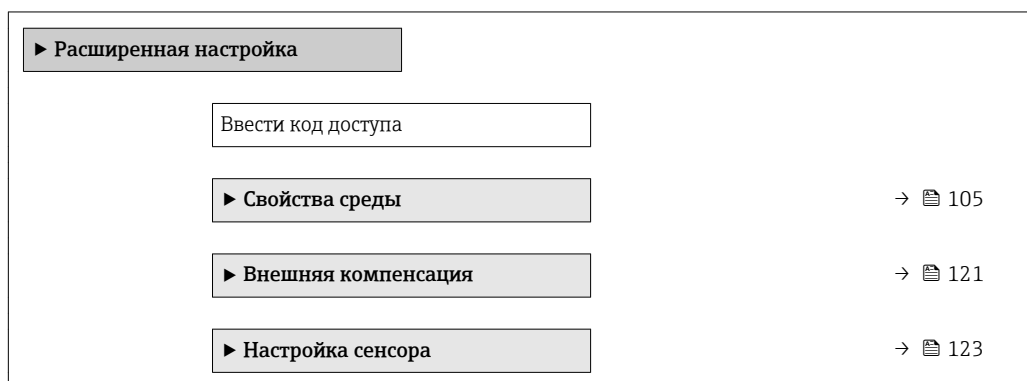 ▶ Расширенная настройка
Ввести код доступа
▶ Свойства среды → 105
▶ Внешняя компенсация → 121
▶ Настройка сенсора → 123